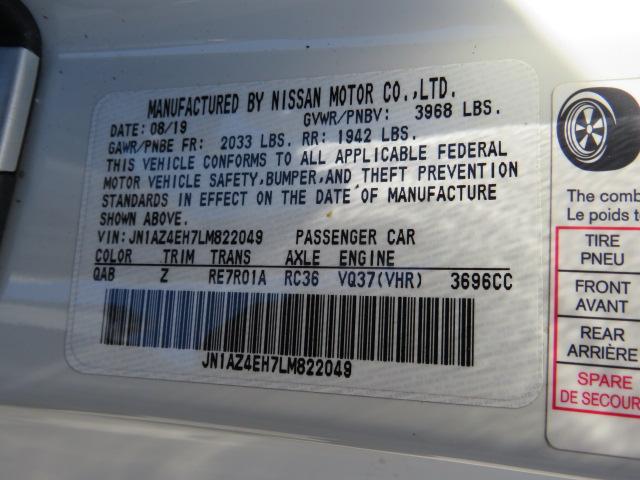 MANUFACTURED BY NISSAN MOTOR CO.,LTD.
DATE: 08/19 GVWR/PNBV: 3968 LBS.
GAWR/PNBE FR: 2033 LBS. RR: 1942 LBS.
THIS VEHICLE CONFORMS TO ALL APPLICABLE FEDERAL
MOTOR VEHICLE SAFETY,BUMPER,AND THEFT PREVENTION
STANDARDS IN EFFECT ON THE DATE OF MANUFACTURE
SHOWN ABOVE.
VIN: JN1AZ4EH7LM822049 PASSENGER CAR
COLOR TRIM TRANS AXLE ENGINE
QAB Z RE7R01A RC36 VQ37(VHR) 3696CC
JN1AZ4EH7LM822049
The comb
Le poids t
TIRE
PNEU
FRONT
AVANT
REAR
ARRIÈRE
SPARE
DE SECOUR